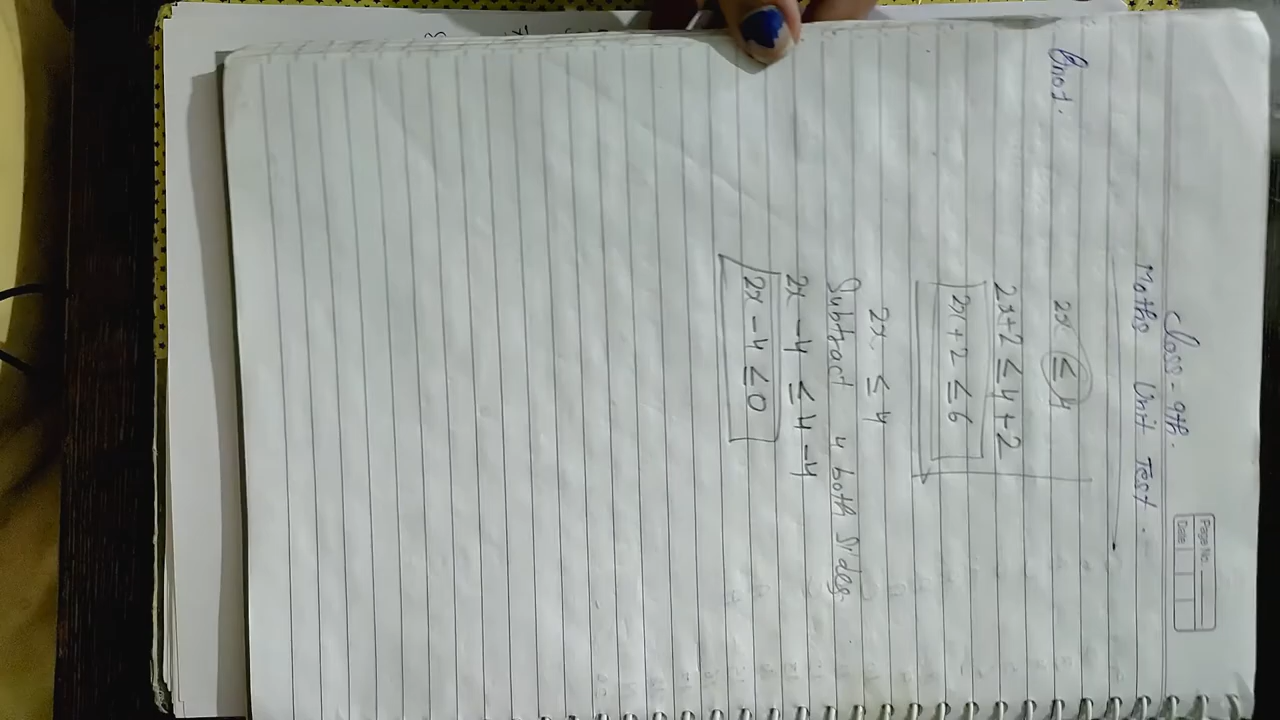 Page No.
Date
Class - 9th.
Maths Unit Test.
Qno1.
2x ≤ 4
2x+2 ≤ 4+2
2x+2 ≤ 6
2x ≤ 4
Subtract 4 both sides
2x -4 ≤ 4 -4
2x -4 ≤ 0